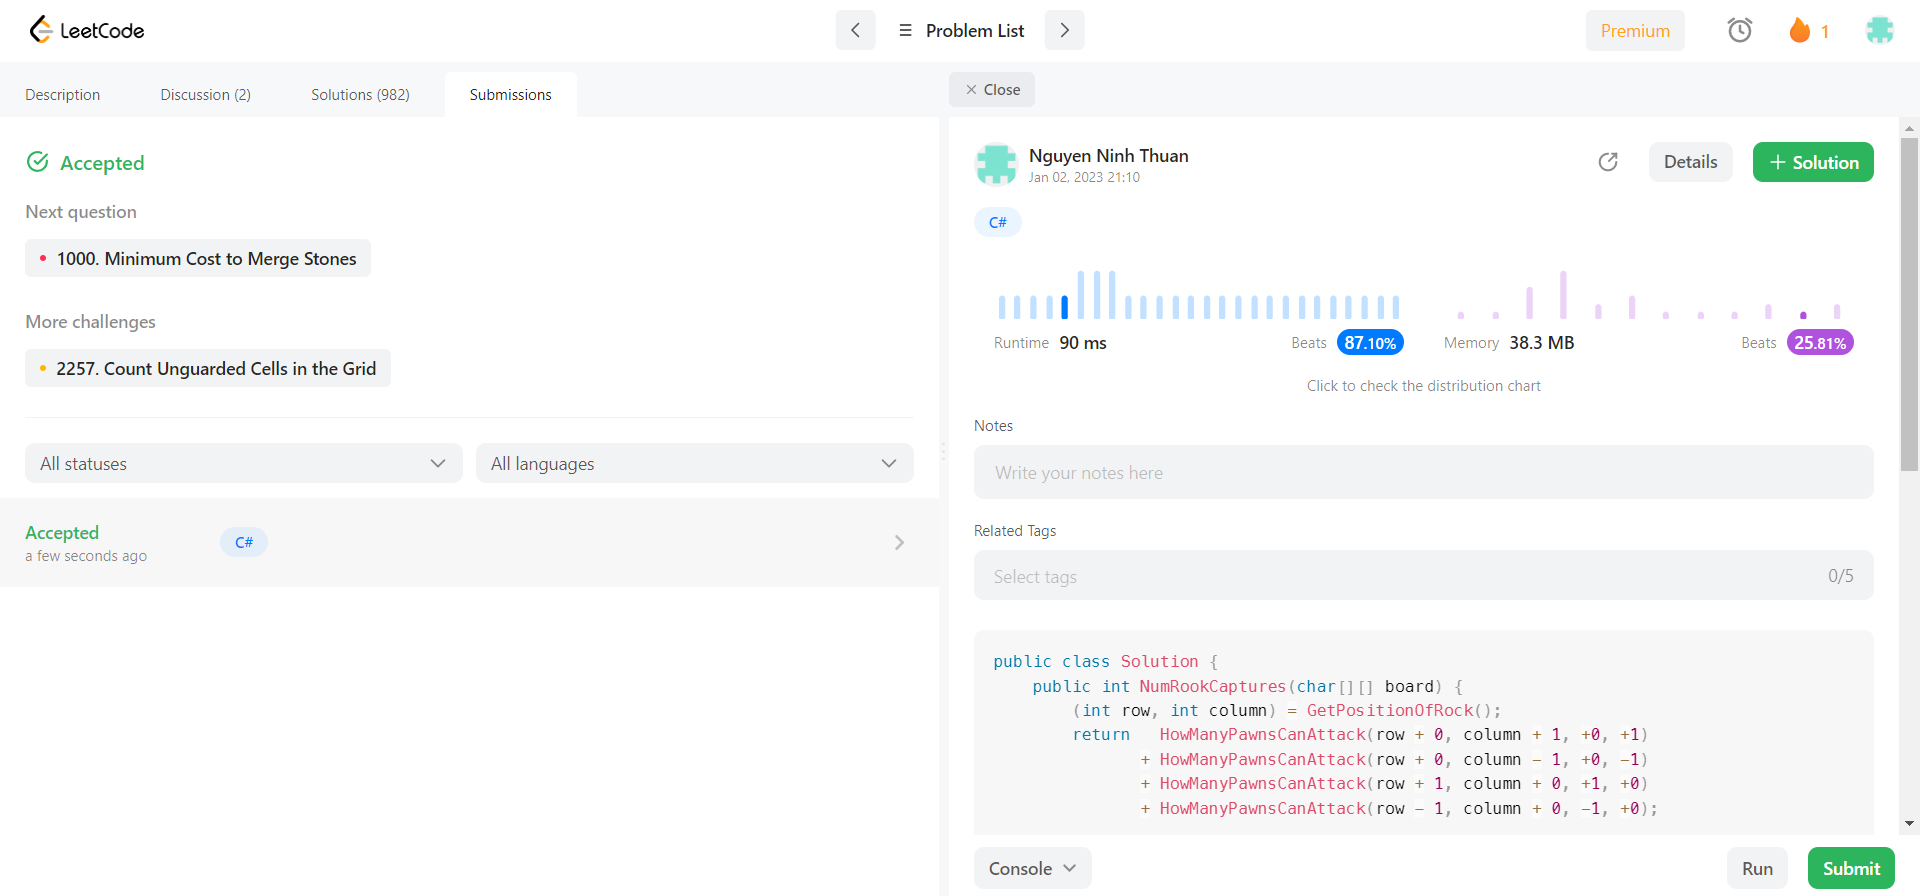 LeetCode
Problem List
Premium
1
Description
Discussion (2)
Solutions (982)
Submissions
Close
Accepted
Next question
1000. Minimum Cost to Merge Stones
More challenges
2257. Count Unguarded Cells in the Grid
All statuses
All languages
Accepted
a few seconds ago
C#
Nguyen Ninh Thuan
Jan 02, 2023 21:10
Details
+ Solution
C#
Runtime 90 ms
Beats 87.10%
Memory 38.3 MB
Beats 25.81%
Click to check the distribution chart
Notes
Write your notes here
Related Tags
Select tags
0/5
public class Solution {
    public int NumRookCaptures(char[][] board) {
        (int row, int column) = GetPositionOfRock();
        return   HowManyPawnsCanAttack(row + 0, column + 1, +0, +1)
               + HowManyPawnsCanAttack(row + 0, column - 1, +0, -1)
               + HowManyPawnsCanAttack(row + 1, column + 0, +1, +0)
               + HowManyPawnsCanAttack(row - 1, column + 0, -1, +0);
Console
Run
Submit